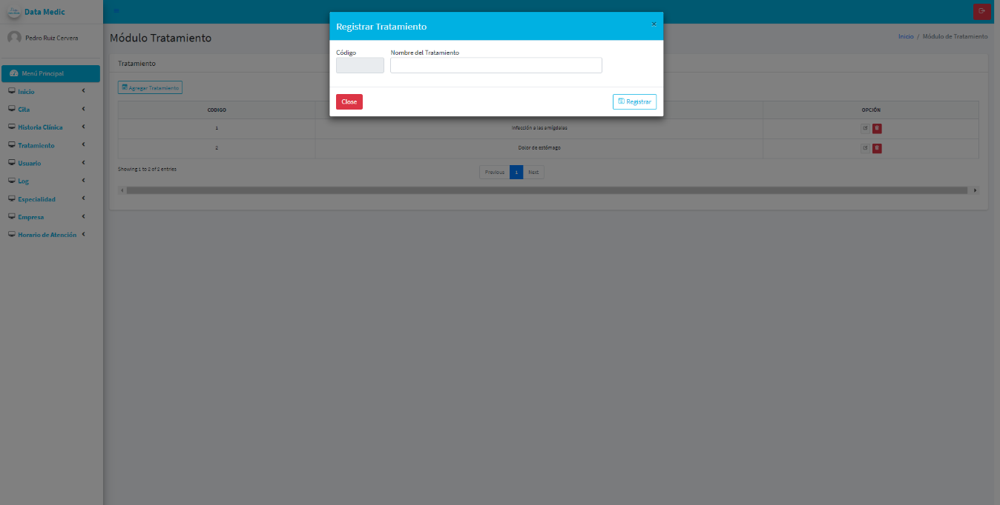 Data Medic
Pedro Ruiz Cervera
Menú Principal
Inicio
Cita
Historia Clínica
Tratamiento
Usuario
Log
Especialidad
Empresa
Horario de Atención
Módulo Tratamiento
Inicio / Módulo de Tratamiento
Tratamiento
Agregar Tratamiento
Registrar Tratamiento
×
Código
Nombre del Tratamiento
Close
Registrar
CODIGO
OPCIÓN
1
Infección a las amígdalas
2
Dolor de estómago
Showing 1 to 2 of 2 entries
Previous
1
Next